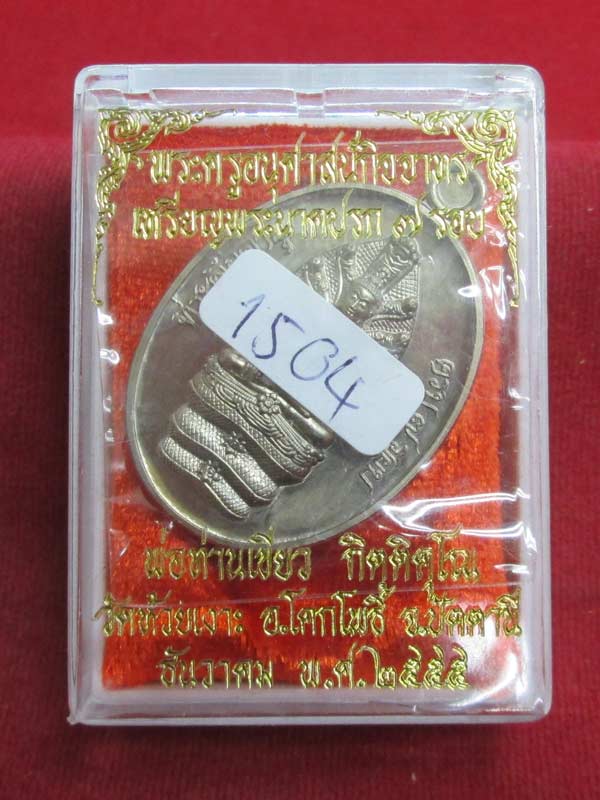 พระครูอนุศาสน์กิจจาทร
เหรียญพระนาคปรก ๗ รอบ
1504
พ่อท่านเขียว กิตฺติคุโณ
วัดห้วยเงาะ อ.โคกโพธิ์ จ.ปัตตานี
ธันวาคม พ.ศ.๒๕๕๕